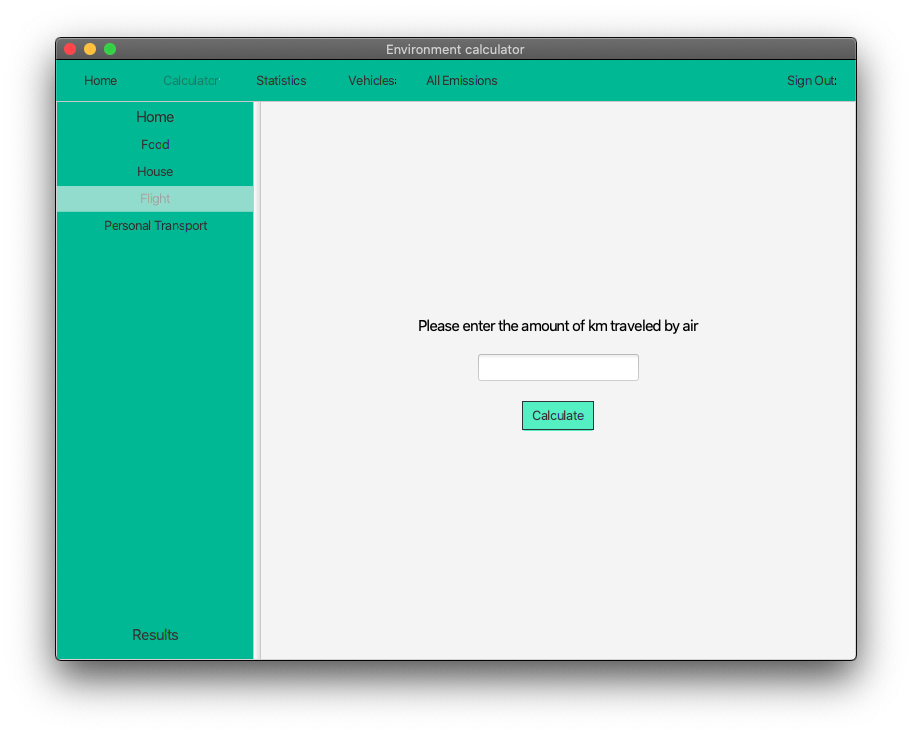 Environment calculator
Home Calculator Statistics Vehicles All Emissions Sign Out
Home
Food
House
Flight
Personal Transport
Please enter the amount of km traveled by air
Calculate
Results